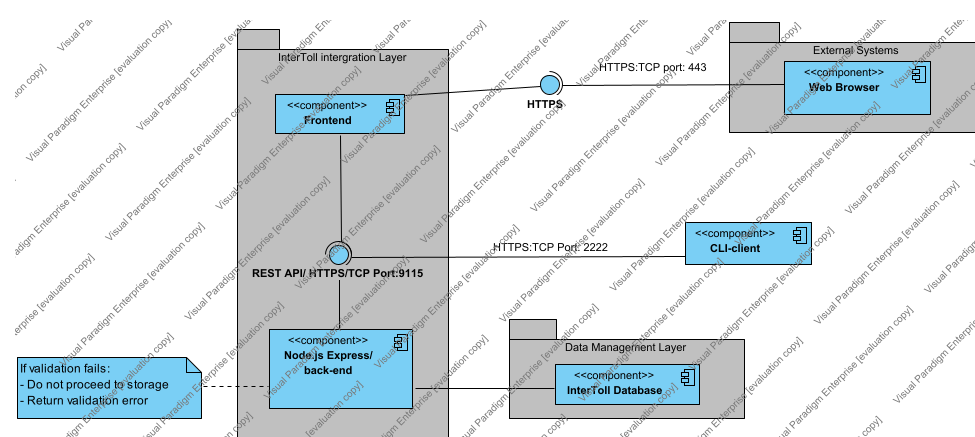 InterToll intergration Layer
External Systems
<<component>>
Web Browser
HTTPS:TCP port: 443
HTTPS
<<component>>
Frontend
<<component>>
CLI-client
HTTPS:TCP Port: 2222
REST API/ HTTPS/TCP Port:9115
<<component>>
Node.js Express/
back-end
Data Management Layer
<<component>>
InterToll Database
If validation fails:
- Do not proceed to storage
- Return validation error
Visual Paradigm Enterprise [evaluation copy]